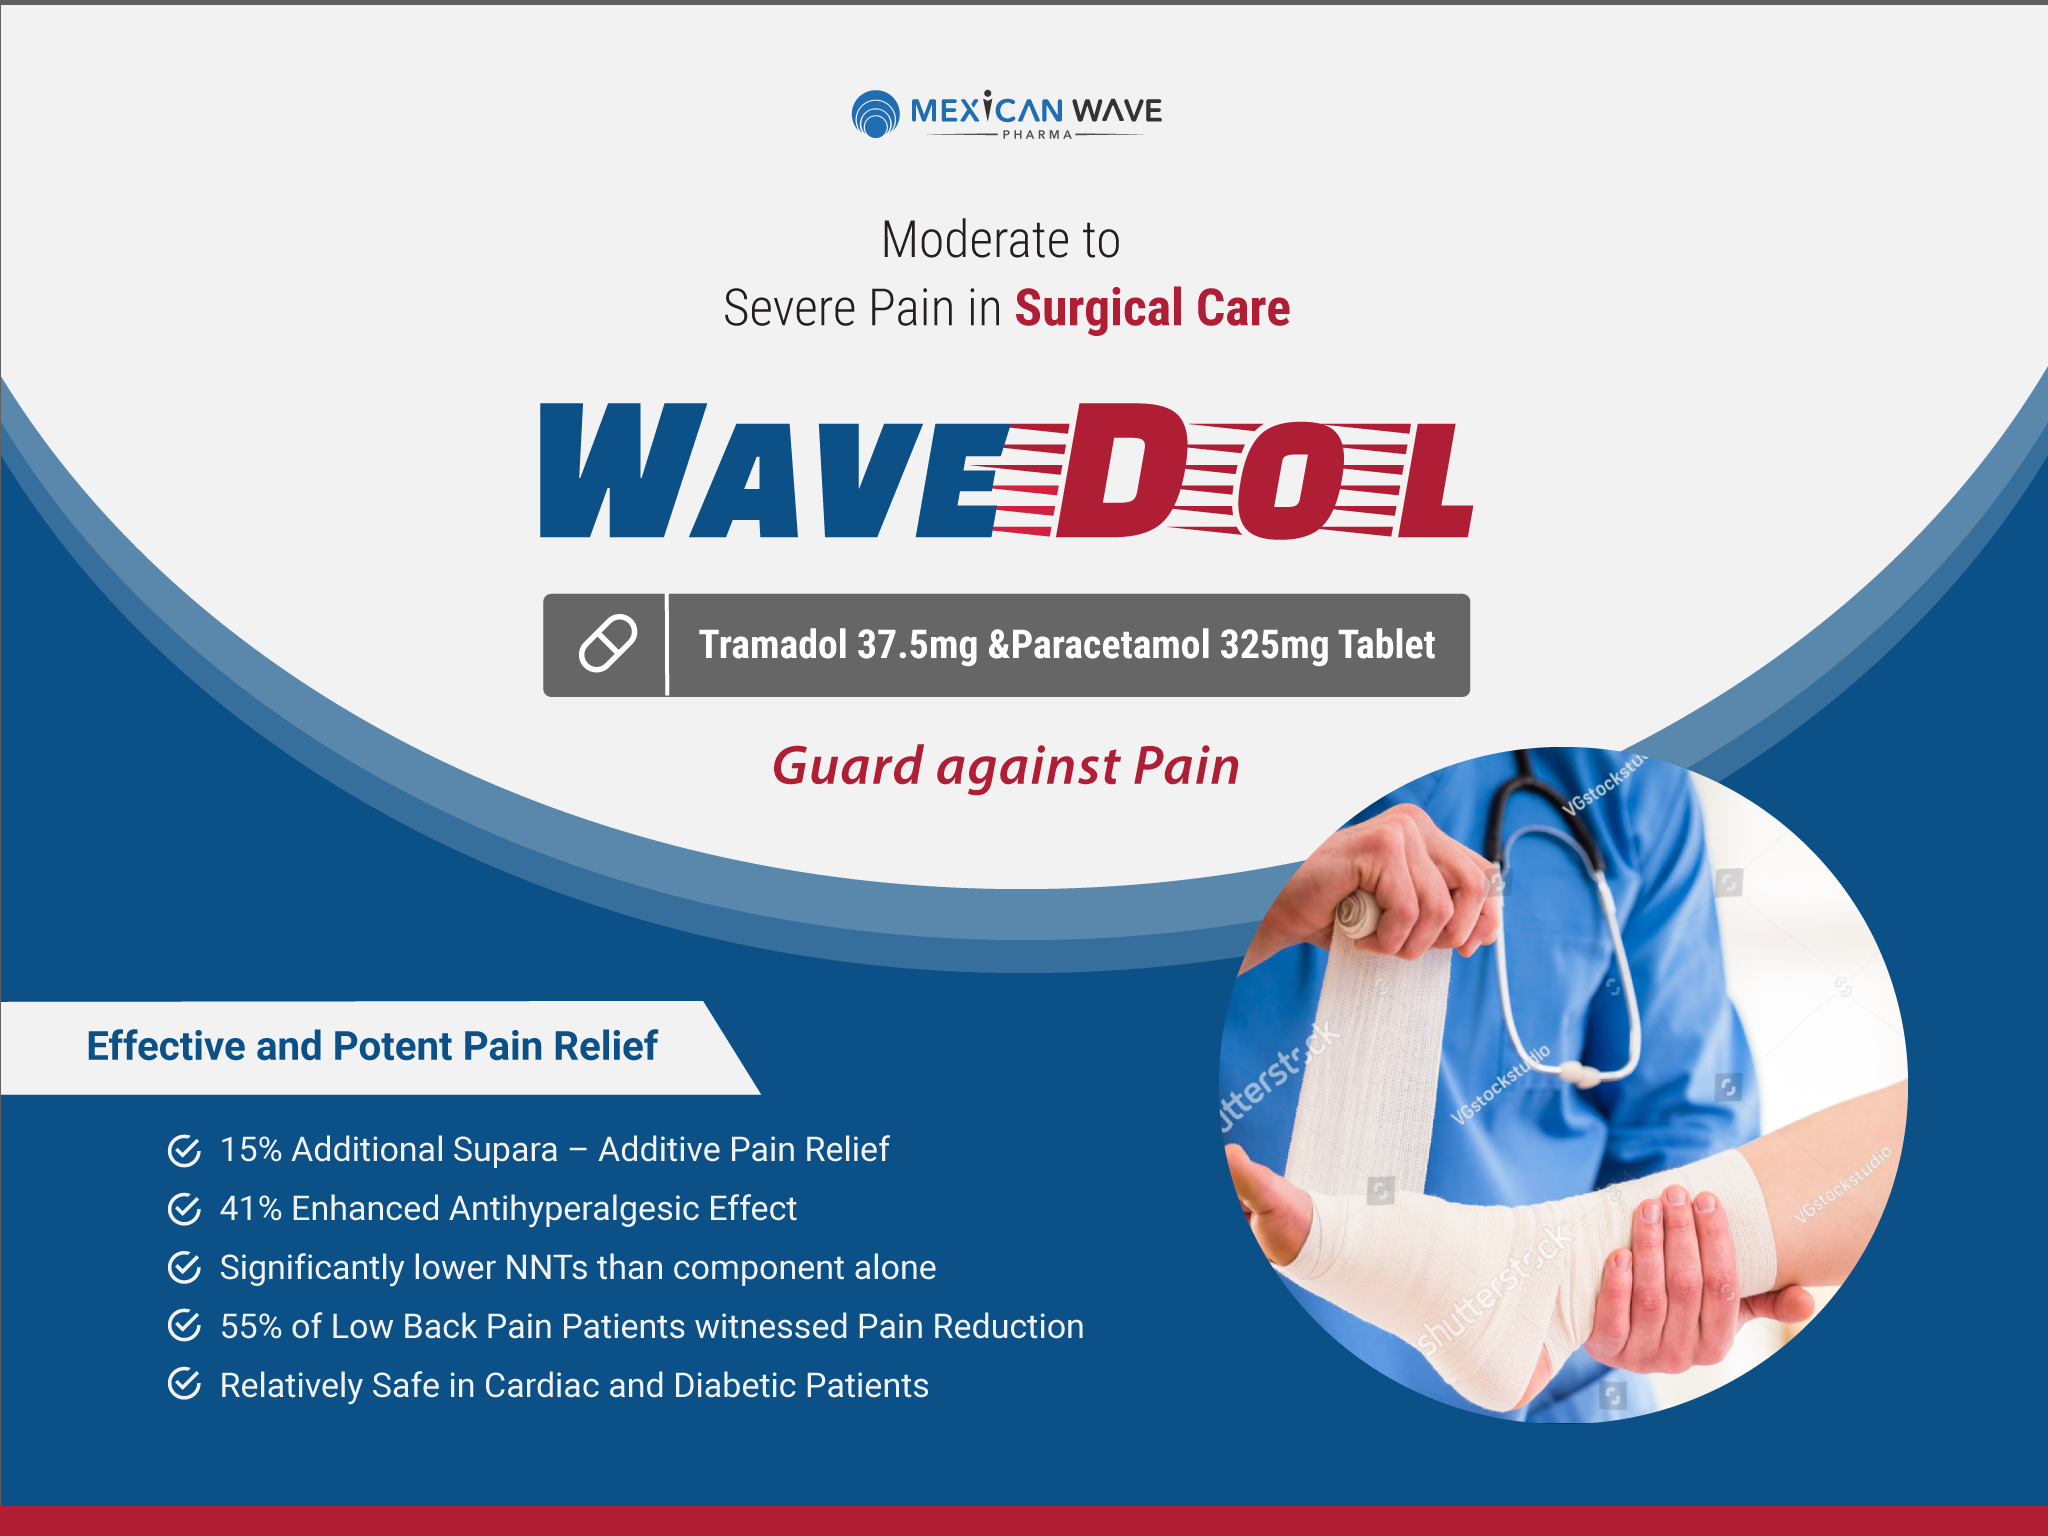 MEXICAN WAVE
PHARMA
Moderate to
Severe Pain in Surgical Care
WAVEDOL
Tramadol 37.5mg &Paracetamol 325mg Tablet
Guard against Pain
Effective and Potent Pain Relief
15% Additional Supara – Additive Pain Relief
41% Enhanced Antihyperalgesic Effect
Significantly lower NNTs than component alone
55% of Low Back Pain Patients witnessed Pain Reduction
Relatively Safe in Cardiac and Diabetic Patients
VGstockstu
utterstock
VGstockstudio
VGstockstudio
shutterstock